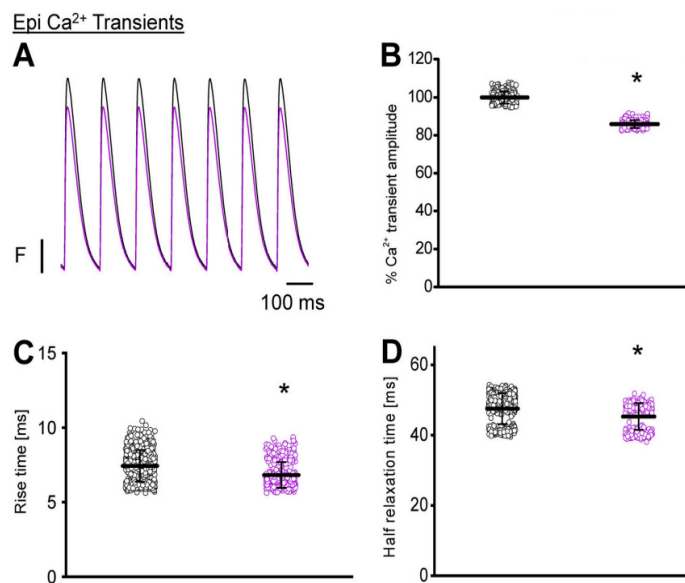 Epi Ca²⁺ Transients
A
F
100 ms
B
% Ca²⁺ transient amplitude
120
100
80
60
40
20
0
*
C
Rise time [ms]
15
10
5
0
*
D
Half relaxation time [ms]
60
40
20
0
*